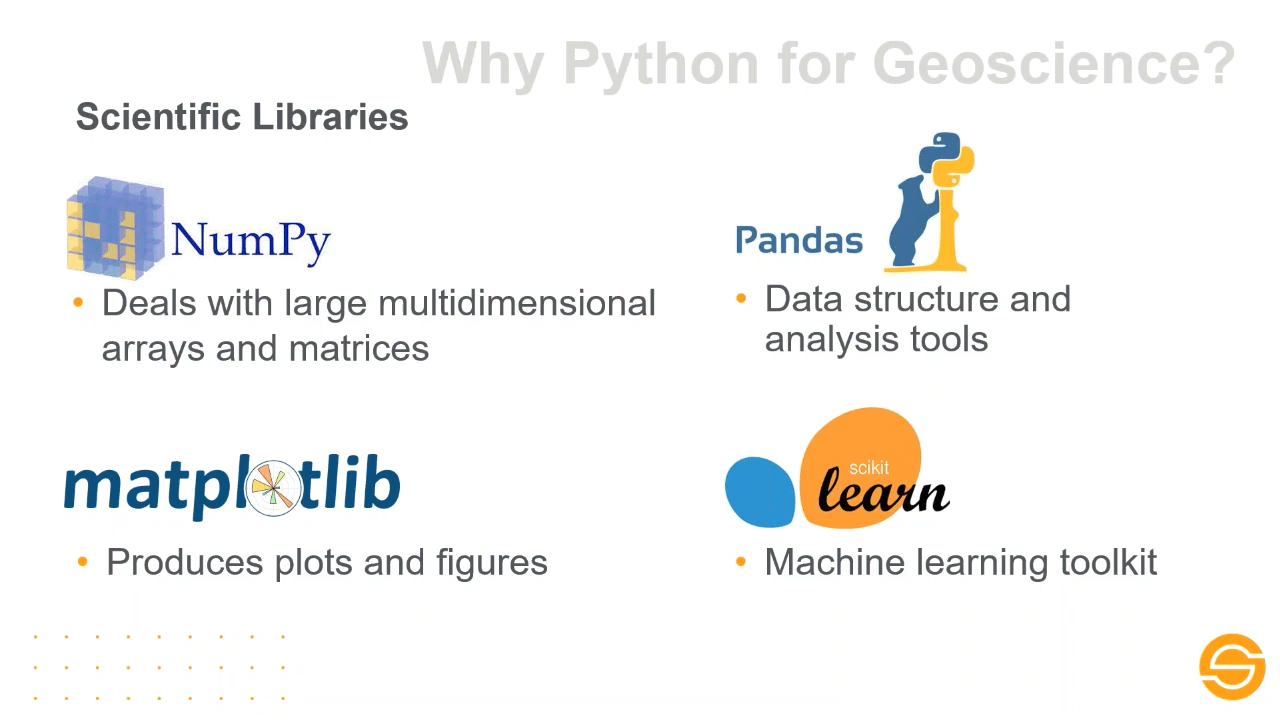 Why Python for Geoscience?
Scientific Libraries
NumPy
• Deals with large multidimensional
arrays and matrices
Pandas
• Data structure and
analysis tools
matplotlib
• Produces plots and figures
scikit
learn
• Machine learning toolkit